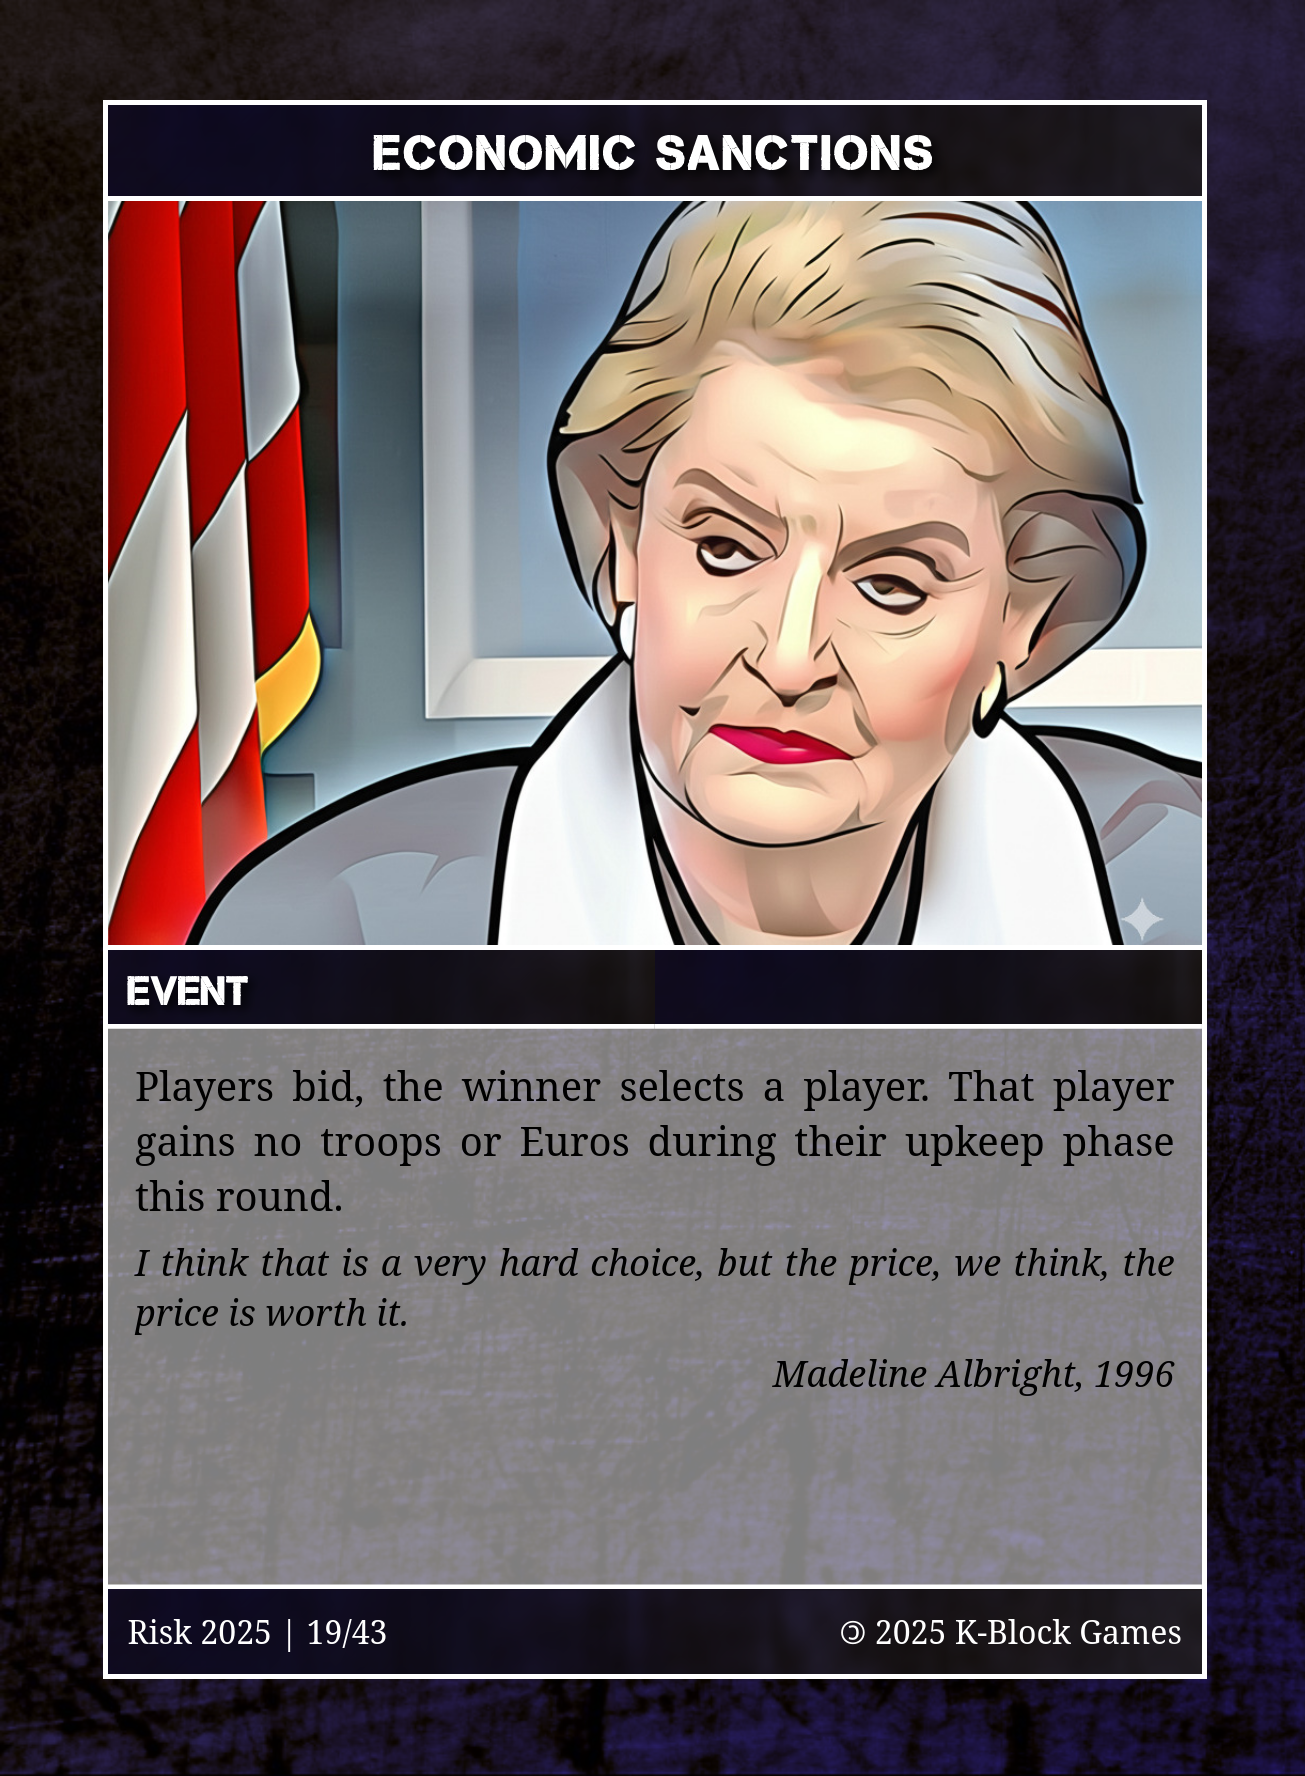 ECONOMIC SANCTIONS
EVENT
Players bid, the winner selects a player. That player
gains no troops or Euros during their upkeep phase
this round.
I think that is a very hard choice, but the price, we think, the
price is worth it.
Madeline Albright, 1996
Risk 2025 | 19/43
🄯 2025 K-Block Games